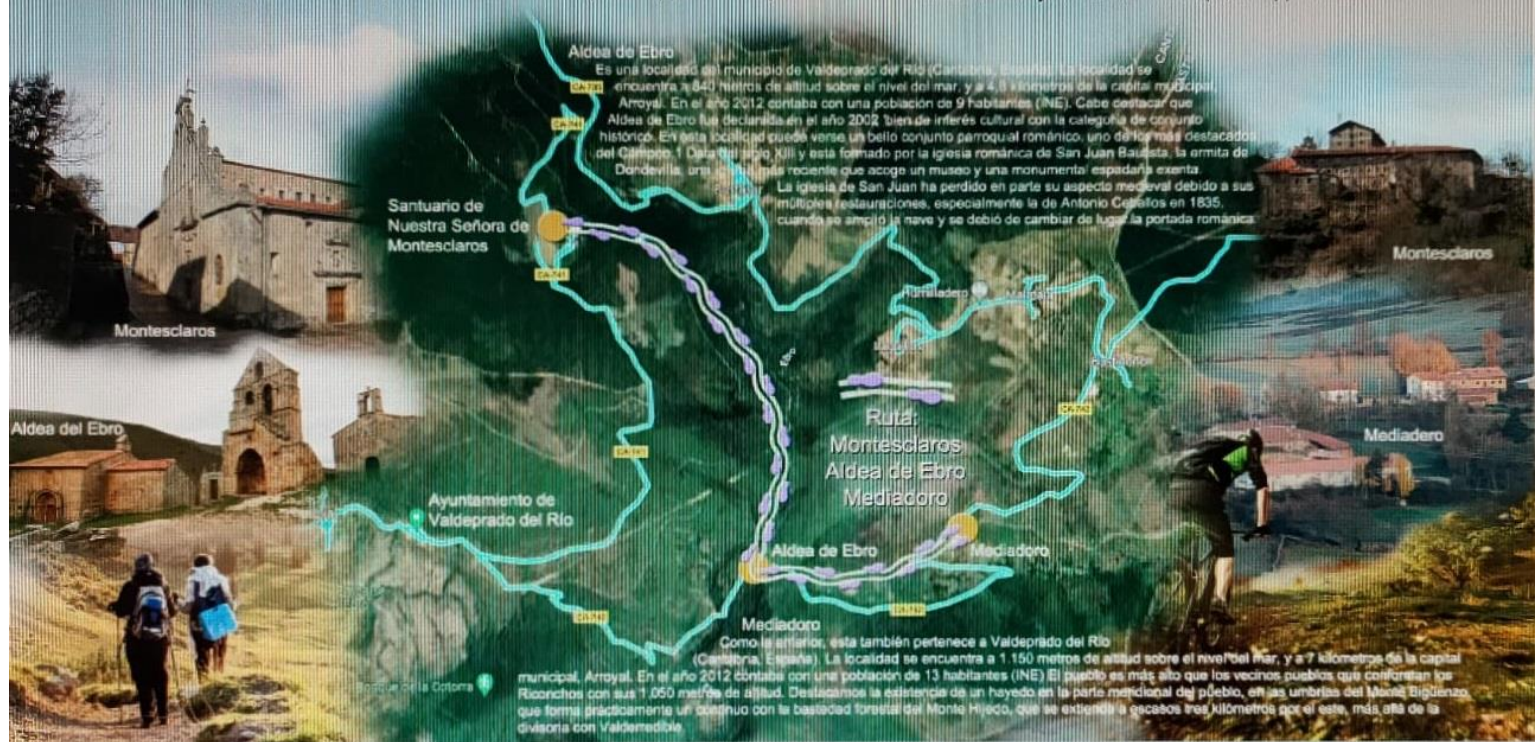 Aldea de Ebro
Es una localidad del municipio de Valdeprado del Río (Cantabria, España). La localidad se
encuentra a 840 metros de altitud sobre el nivel del mar, y a 4,8 kilómetros de la capital municipal,
Arroyal. En el año 2012 contaba con una población de 9 habitantes (INE). Cabe destacar que
Aldea de Ebro fue declarada en el año 2002 bien de interés cultural con la categoría de conjunto
histórico. En esta localidad puede verse un bello conjunto parroquial románico, uno de los más destacados
del Campoo.1 Data del siglo XIII y está formado por la iglesia románica de San Juan Bautista, la ermita de
Dondevilla, una más reciente que acoge un museo y una monumental espadaña exenta.
La iglesia de San Juan ha perdido en parte su aspecto medieval debido a sus
múltiples restauraciones, especialmente la de Antonio Ceballos en 1835,
cuando se amplió la nave y se debió de cambiar de lugar la portada románica.
CA-741
Santuario de
Nuestra Señora de
Montesclaros
CA-741
Montesclaros
Montesclaros
Ebro
Aldea del Ebro
CA-741
CA-742
Ruta:
Montesclaros
Aldea de Ebro
Mediadoro
Mediadero
Ayuntamiento de
Valdeprado del Río
Aldea de Ebro
Mediadoro
CA-742
Mediadoro
Como la anterior, esta también pertenece a Valdeprado del Río
(Cantabria, España). La localidad se encuentra a 1.150 metros de altitud sobre el nivel del mar, y a 7 kilómetros de la capital
municipal, Arroyal. En el año 2012 contaba con una población de 13 habitantes (INE) El pueblo es más alto que los vecinos pueblos que conforman los
Riconchos con sus 1.050 metros de altitud. Destacamos la existencia de un hayedo en la parte meridional del pueblo, en las umbrías del Monte Bigüenzo,
que forma prácticamente un continuo con la bastedad forestal del Monte Hijedo, que se extiende a escasos tres kilómetros por el este, más allá de la
divisoria con Valderredible.
de la Cotorra